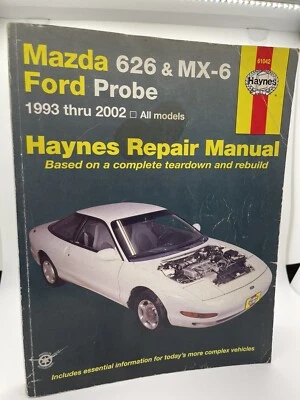 Mazda 626 & MX-6
Ford Probe
1993 thru 2002 □ All models
61042
Haynes
Haynes Repair Manual
Based on a complete teardown and rebuild
Includes essential information for today's more complex vehicles